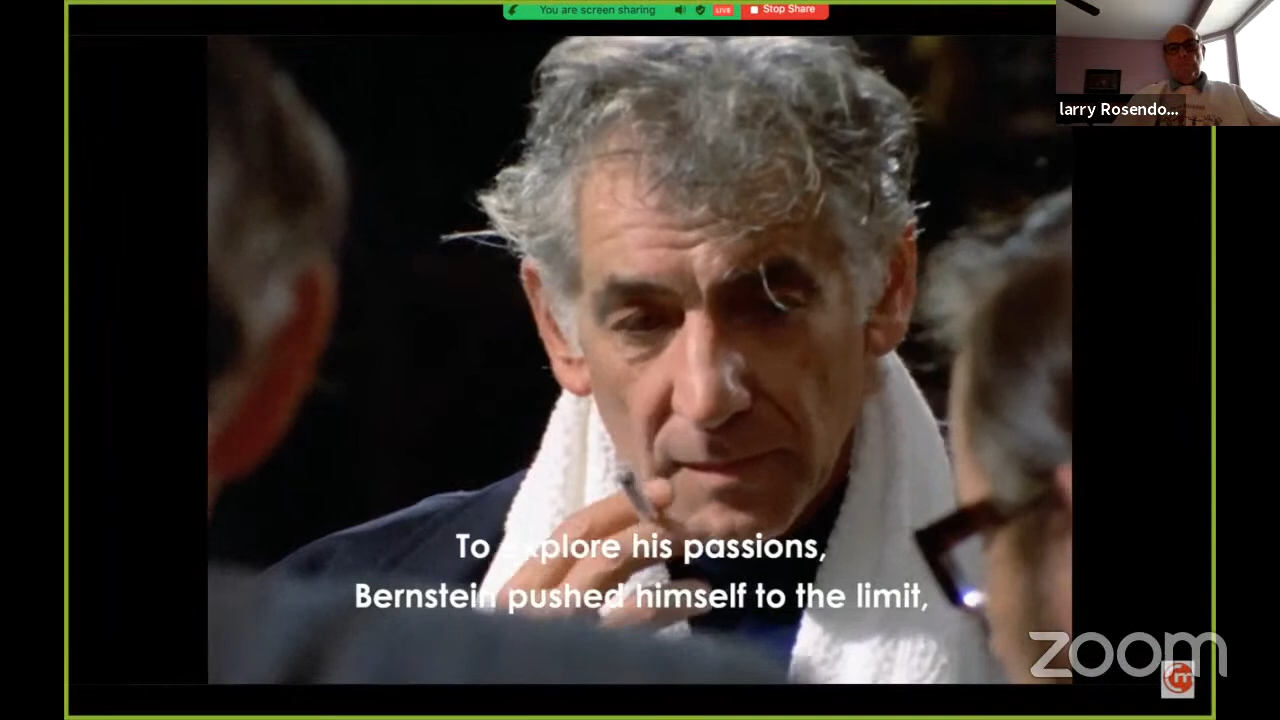 You are screen sharing LIVE Stop Share
larry Rosendo...
To explore his passions,
Bernstein pushed himself to the limit,
zoom